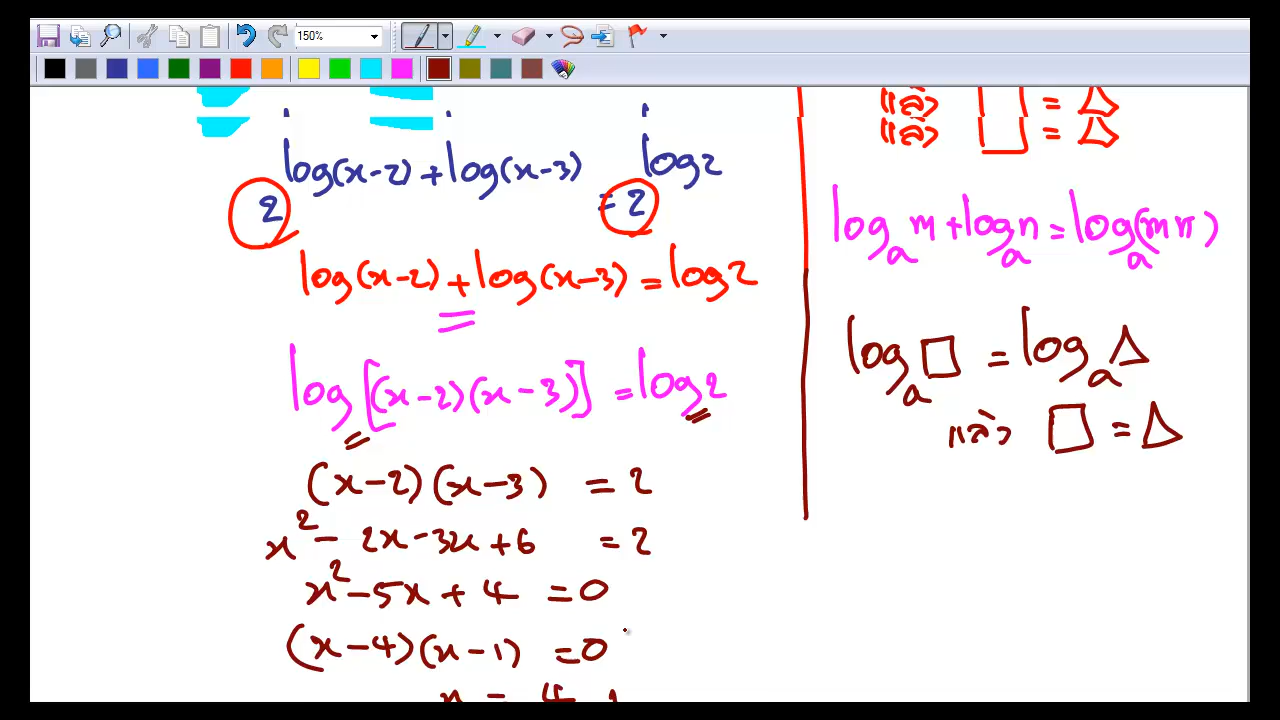 150%
log(x-2)+log(x-3) log2
2 = 2
log(x-2)+log(x-3)=log2
log[(x-2)(x-3)]=log2
(x-2)(x-3) =2
x²- 2x-3x+6 =2
x²-5x+4 =0
(x-4)(x-1) =0
x = 4, 1
แล้ว □ = △
แล้ว □ = △
logₐm+logₐn=logₐ(mn)
logₐ□ = logₐ△
แล้ว □ = △